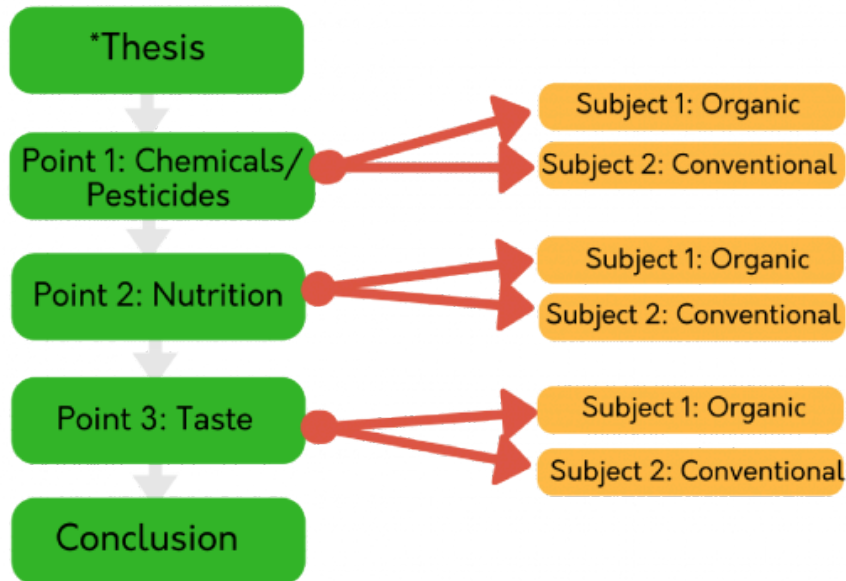 *Thesis
Point 1: Chemicals/
Pesticides
Subject 1: Organic
Subject 2: Conventional
Point 2: Nutrition
Subject 1: Organic
Subject 2: Conventional
Point 3: Taste
Subject 1: Organic
Subject 2: Conventional
Conclusion